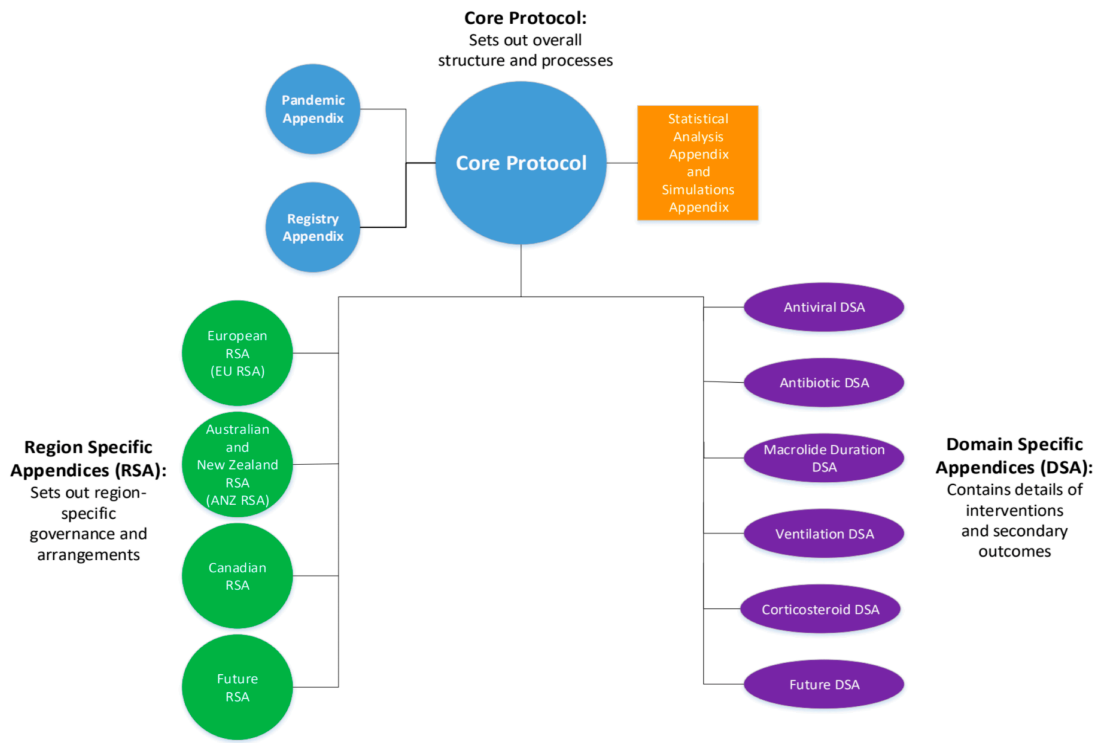 Core Protocol:
Sets out overall
structure and processes
Pandemic
Appendix
Registry
Appendix
Core Protocol
Statistical
Analysis
Appendix
and
Simulations
Appendix
Region Specific
Appendices (RSA):
Sets out region-
specific
governance and
arrangements
European
RSA
(EU RSA)
Australian
and
New Zealand
RSA
(ANZ RSA)
Canadian
RSA
Future
RSA
Antiviral DSA
Antibiotic DSA
Macrolide Duration
DSA
Ventilation DSA
Corticosteroid DSA
Future DSA
Domain Specific
Appendices (DSA):
Contains details of
interventions
and secondary
outcomes